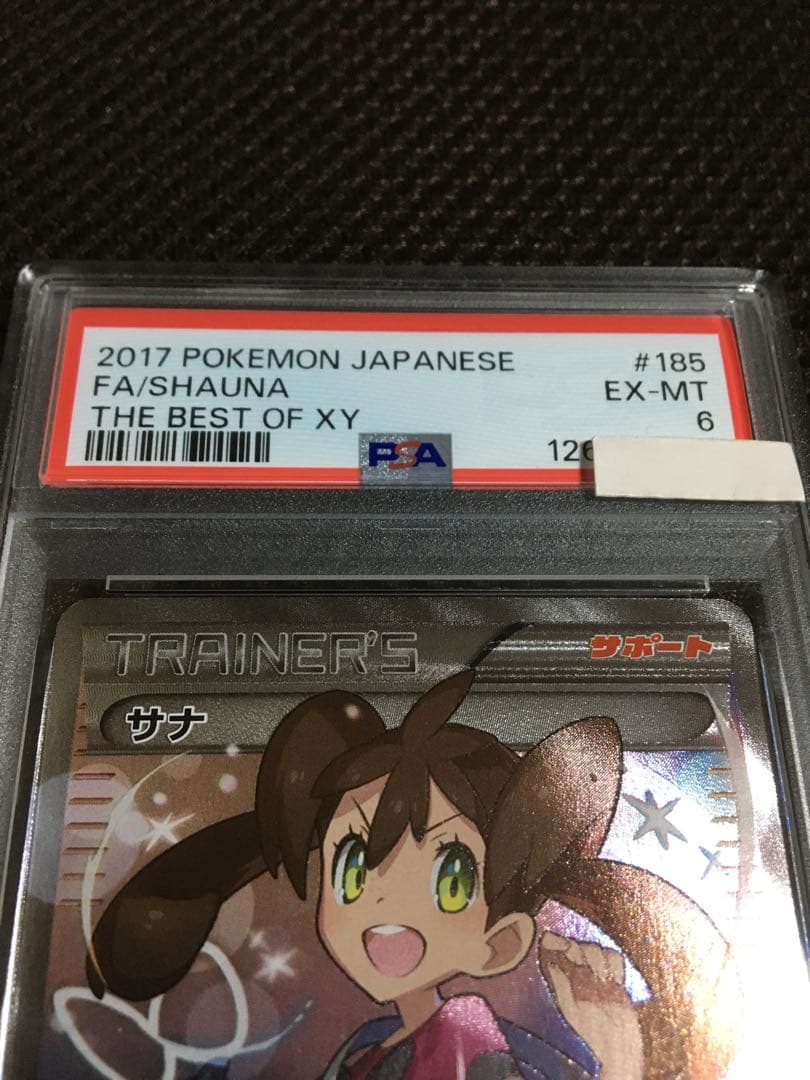 2017 POKEMON JAPANESE #185
FA/SHAUNA EX-MT
THE BEST OF XY 6
PSA 126
TRAINER'S サポート
サナ